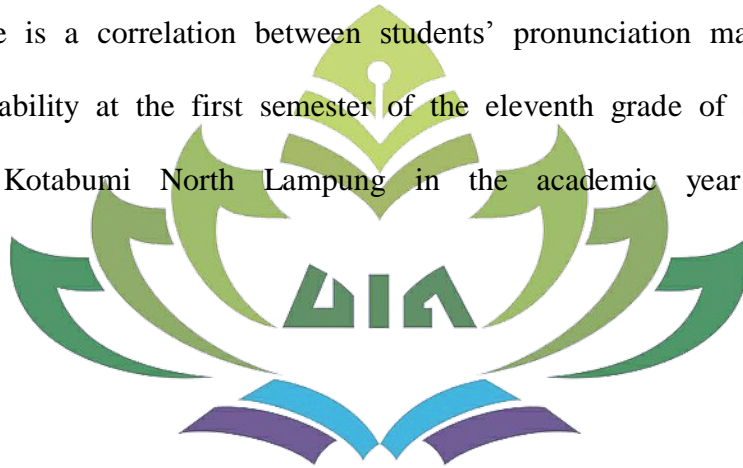 e is a correlation between students’ pronunciation ma
ability at the first semester of the eleventh grade of
Kotabumi North Lampung in the academic year
UIN